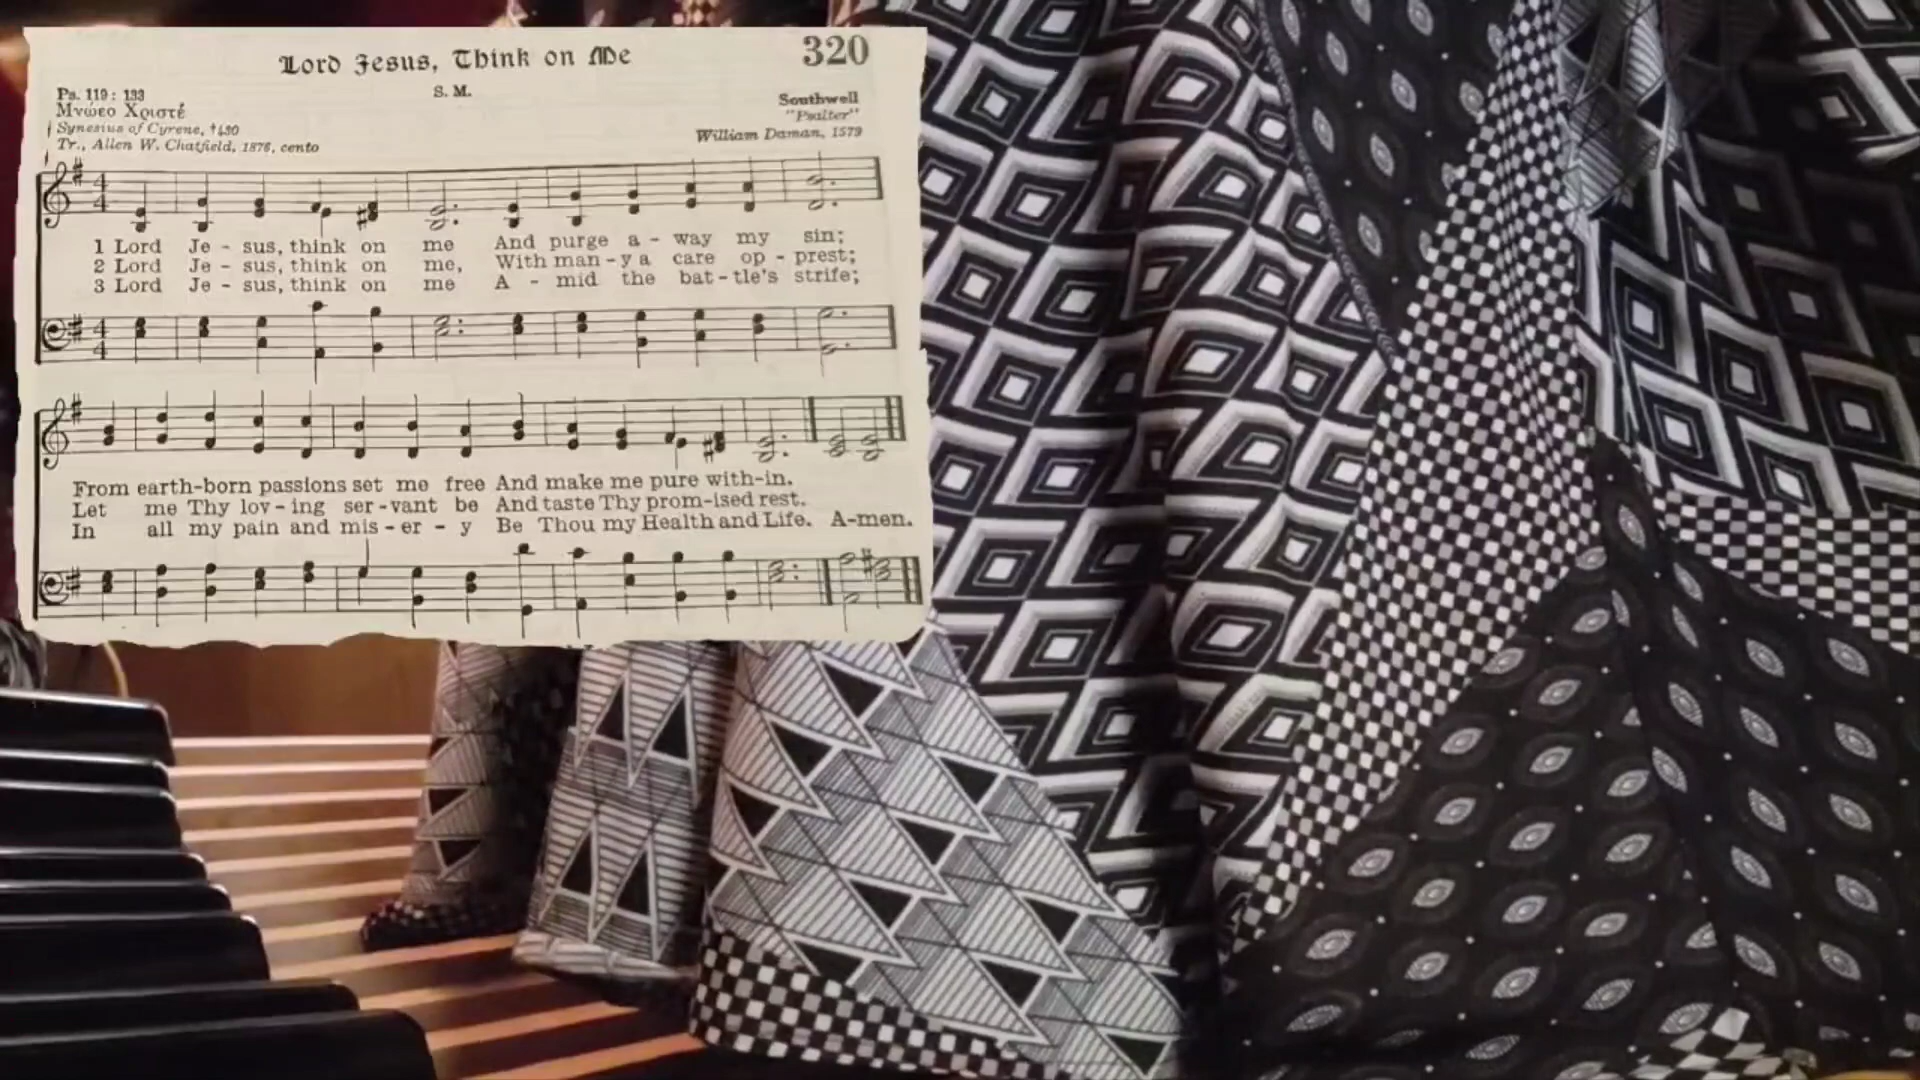 Lord Jesus, Think on Me
320
S. M.
Ps. 119: 133
Μνώεο Χριστέ
Synesius of Cyrene, †430
Tr., Allen W. Chatfield, 1876, cento
Southwell
"Psalter"
William Daman, 1579
1 Lord Je - sus, think on me And purge a - way my sin;
2 Lord Je - sus, think on me, With man - y a care op - prest;
3 Lord Je - sus, think on me A - mid the bat - tle's strife;
From earth-born passions set me free And make me pure with-in.
Let me Thy lov - ing ser - vant be And taste Thy prom-ised rest.
In all my pain and mis - er - y Be Thou my Health and Life. A-men.